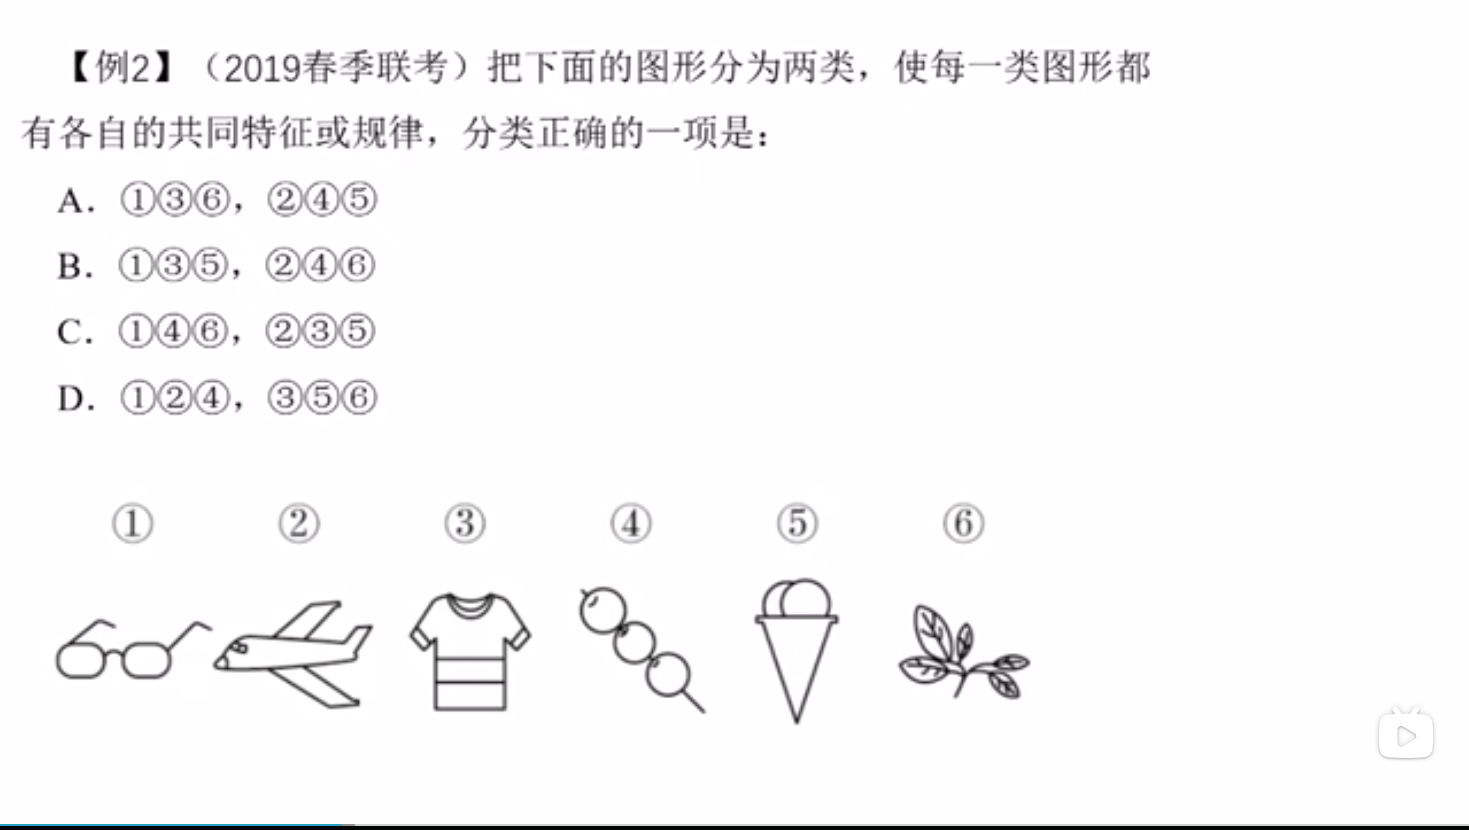 【例2】（2019春季联考）把下面的图形分为两类，使每一类图形都
有各自的共同特征或规律，分类正确的一项是：
A. ①③⑥，②④⑤
B. ①③⑤，②④⑥
C. ①④⑥，②③⑤
D. ①②④，③⑤⑥
① ② ③ ④ ⑤ ⑥